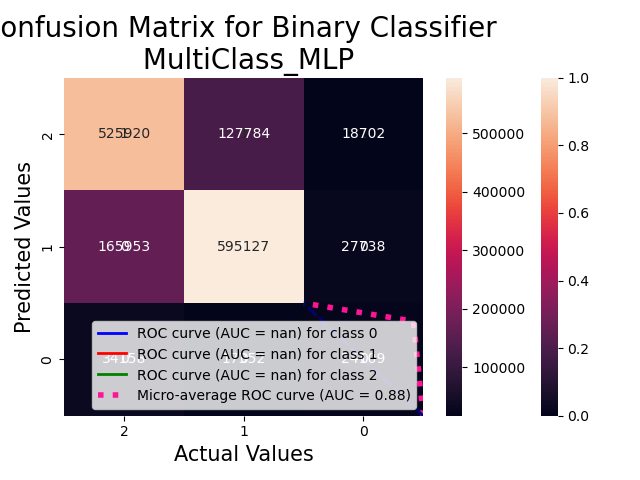 onfusion Matrix for Binary Classifier
MultiClass_MLP
Predicted Values
2
1
0
127784
18702
595127
ROC curve (AUC = nan) for class 0
ROC curve (AUC = nan) for class 1
ROC curve (AUC = nan) for class 2
Micro-average ROC curve (AUC = 0.88)
2
1
0
Actual Values
500000
400000
300000
200000
100000
1.0
0.8
0.6
0.4
0.2
0.0